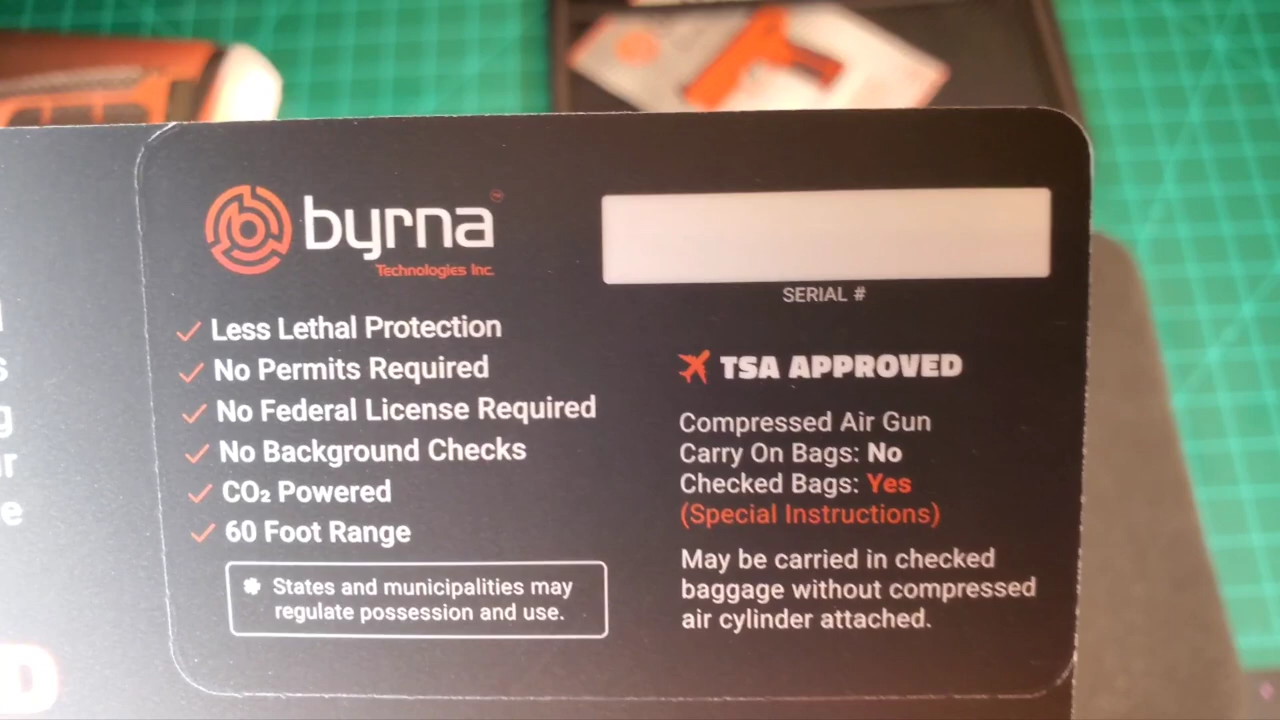 byrna
Technologies Inc.
SERIAL #
Less Lethal Protection
No Permits Required
No Federal License Required
No Background Checks
CO₂ Powered
60 Foot Range
* States and municipalities may
regulate possession and use.
TSA APPROVED
Compressed Air Gun
Carry On Bags: No
Checked Bags: Yes
(Special Instructions)
May be carried in checked
baggage without compressed
air cylinder attached.